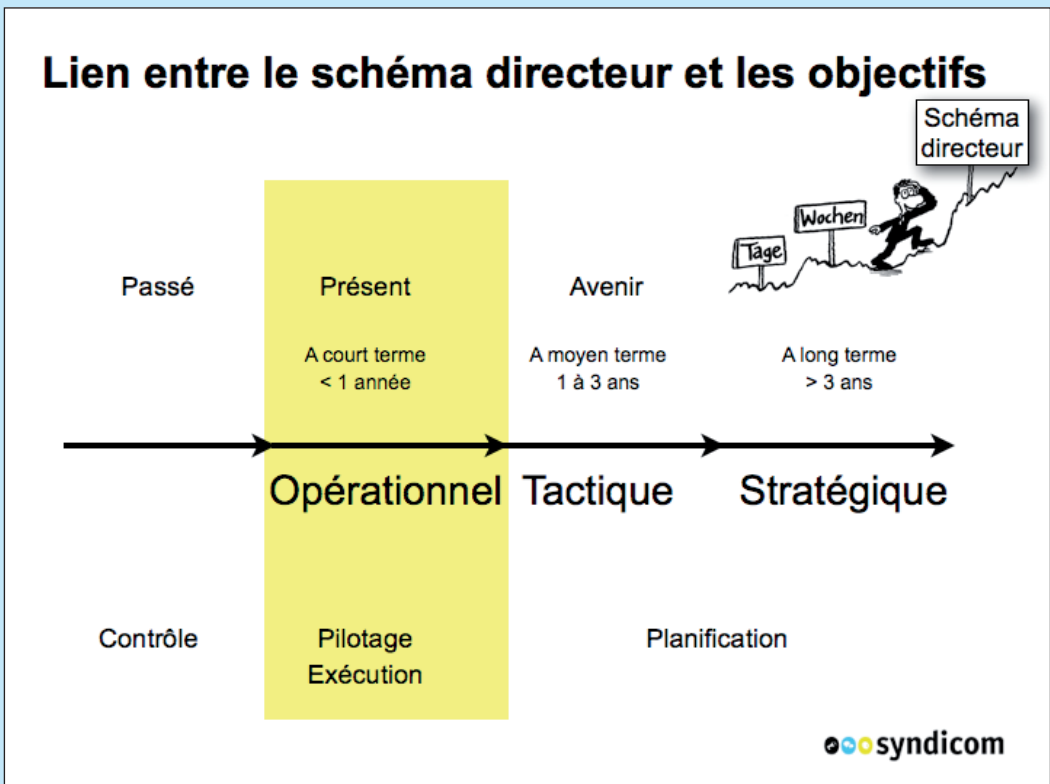 Lien entre le schéma directeur et les objectifs
Schéma
directeur
Wochen
Tage
Passé
Présent
Avenir
A court terme
< 1 année
A moyen terme
1 à 3 ans
A long terme
> 3 ans
Opérationnel
Tactique
Stratégique
Contrôle
Pilotage
Exécution
Planification
syndicom